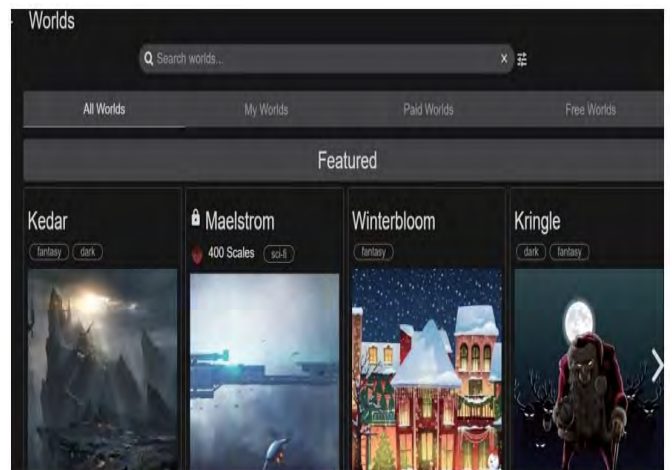 Worlds
Search worlds...
All Worlds My Worlds Paid Worlds Free Worlds
Featured
Kedar Maelstrom Winterbloom Kringle
fantasy dark 400 Scales sci-fi fantasy dark fantasy